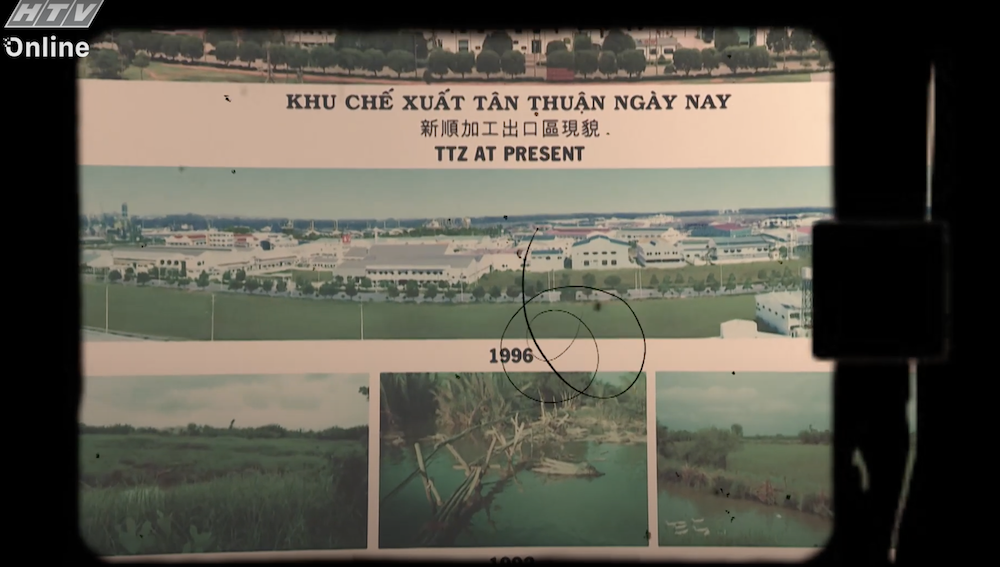 HTV
Online
KHU CHẾ XUẤT TÂN THUẬN NGÀY NAY
新順加工出口區現貌.
TTZ AT PRESENT
1996